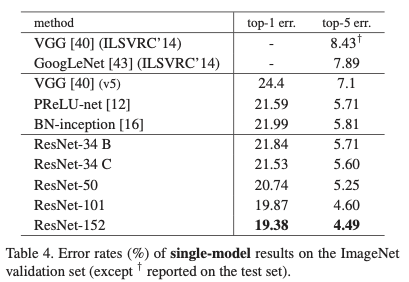 method top-1 err. top-5 err.
VGG [40] (ILSVRC’14) - 8.43†
GoogLeNet [43] (ILSVRC’14) - 7.89
VGG [40] (v5) 24.4 7.1
PReLU-net [12] 21.59 5.71
BN-inception [16] 21.99 5.81
ResNet-34 B 21.84 5.71
ResNet-34 C 21.53 5.60
ResNet-50 20.74 5.25
ResNet-101 19.87 4.60
ResNet-152 19.38 4.49
Table 4. Error rates (%) of single-model results on the ImageNet
validation set (except † reported on the test set).